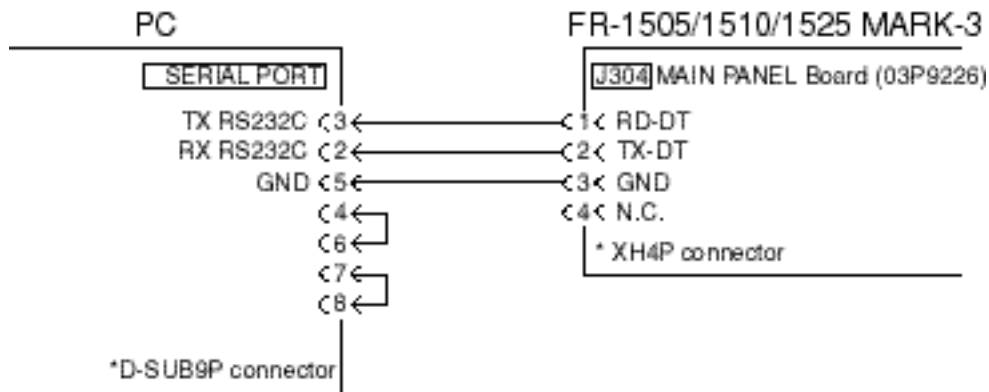 PC
FR-1505/1510/1525 MARK-3
SERIAL PORT
J304 MAIN PANEL Board (03P9226)
TX RS232C 3 1 RD-DT
RX RS232C 2 2 TX-DT
GND 5 3 GND
4 4 N.C.
6
* XH4P connector
7
8
*D-SUB9P connector